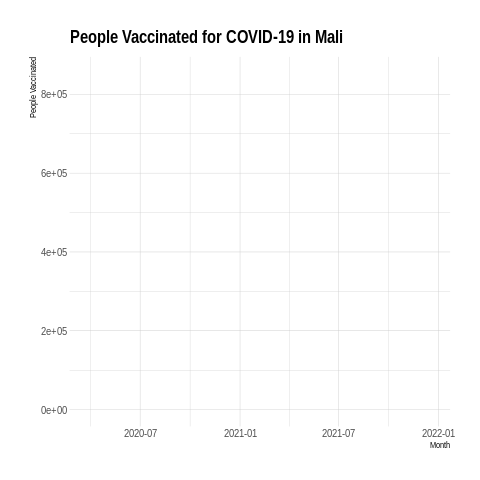 People Vaccinated for COVID-19 in Mali
People Vaccinated
8e+05
6e+05
4e+05
2e+05
0e+00
2020-07 2021-01 2021-07 2022-01
Month